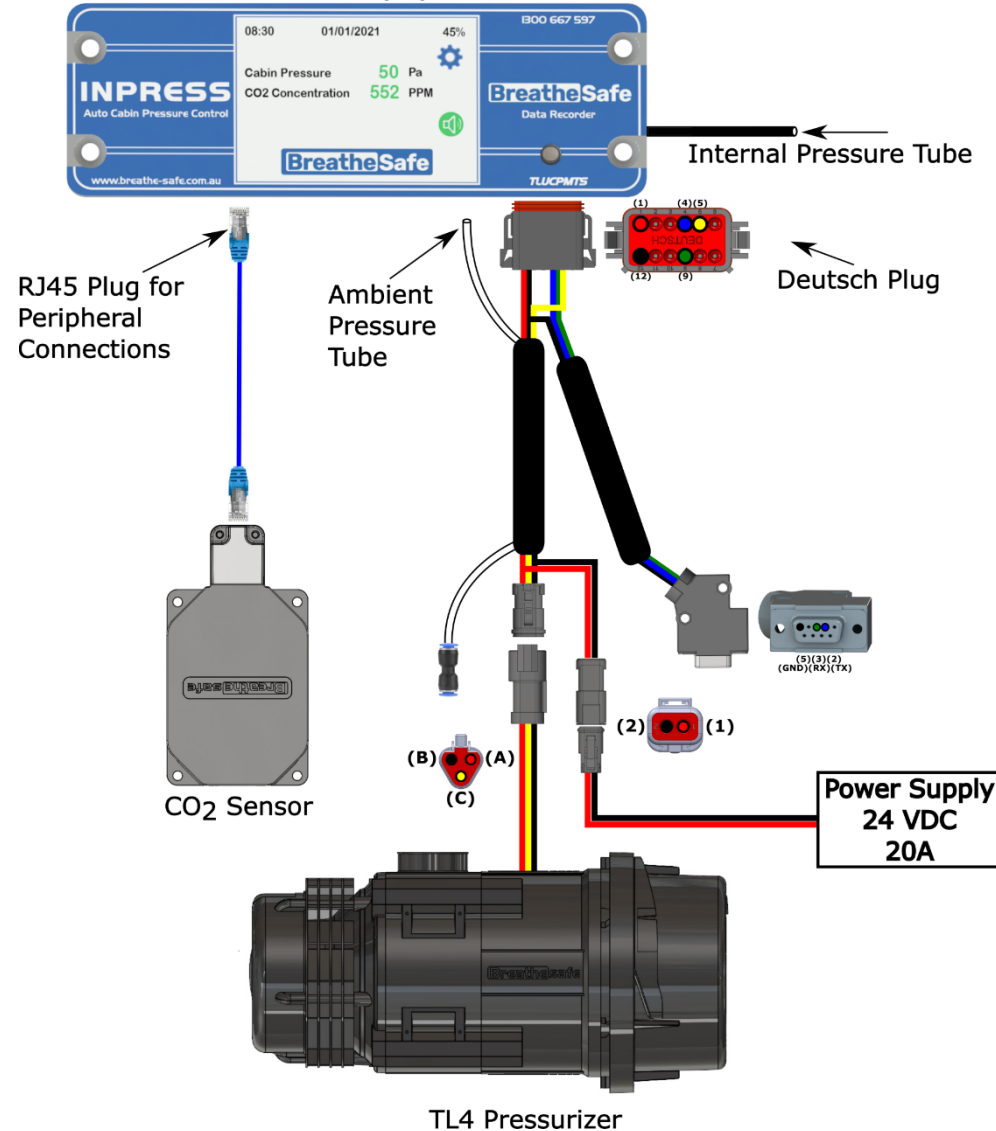 1300 667 597
08:30 01/01/2021 45%
Cabin Pressure 50 Pa
CO2 Concentration 552 PPM
INPRESS
Auto Cabin Pressure Control
BreatheSafe
Data Recorder
BreatheSafe
www.breathe-safe.com.au
TLUCPMTS
Internal Pressure Tube
(1) (4)(5)
DEUTSCH
(12) (9)
Deutsch Plug
RJ45 Plug for
Peripheral
Connections
Ambient
Pressure
Tube
(5)(3)(2)
(GND)(RX)(TX)
Breathesafe
(2) (1)
(B) (A)
(C)
CO2 Sensor
Power Supply
24 VDC
20A
Breathesafe
TL4 Pressurizer